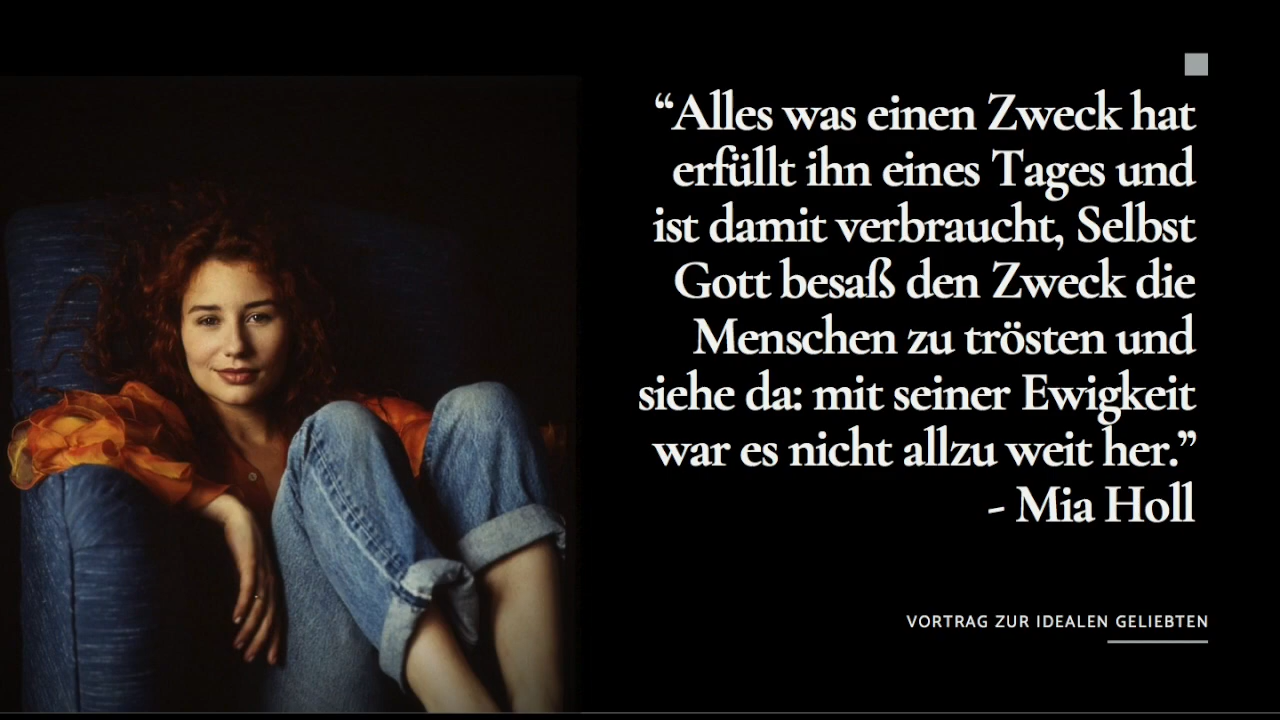 “Alles was einen Zweck hat
erfüllt ihn eines Tages und
ist damit verbraucht, Selbst
Gott besaß den Zweck die
Menschen zu trösten und
siehe da: mit seiner Ewigkeit
war es nicht allzu weit her.”
- Mia Holl
VORTRAG ZUR IDEALEN GELIEBTEN